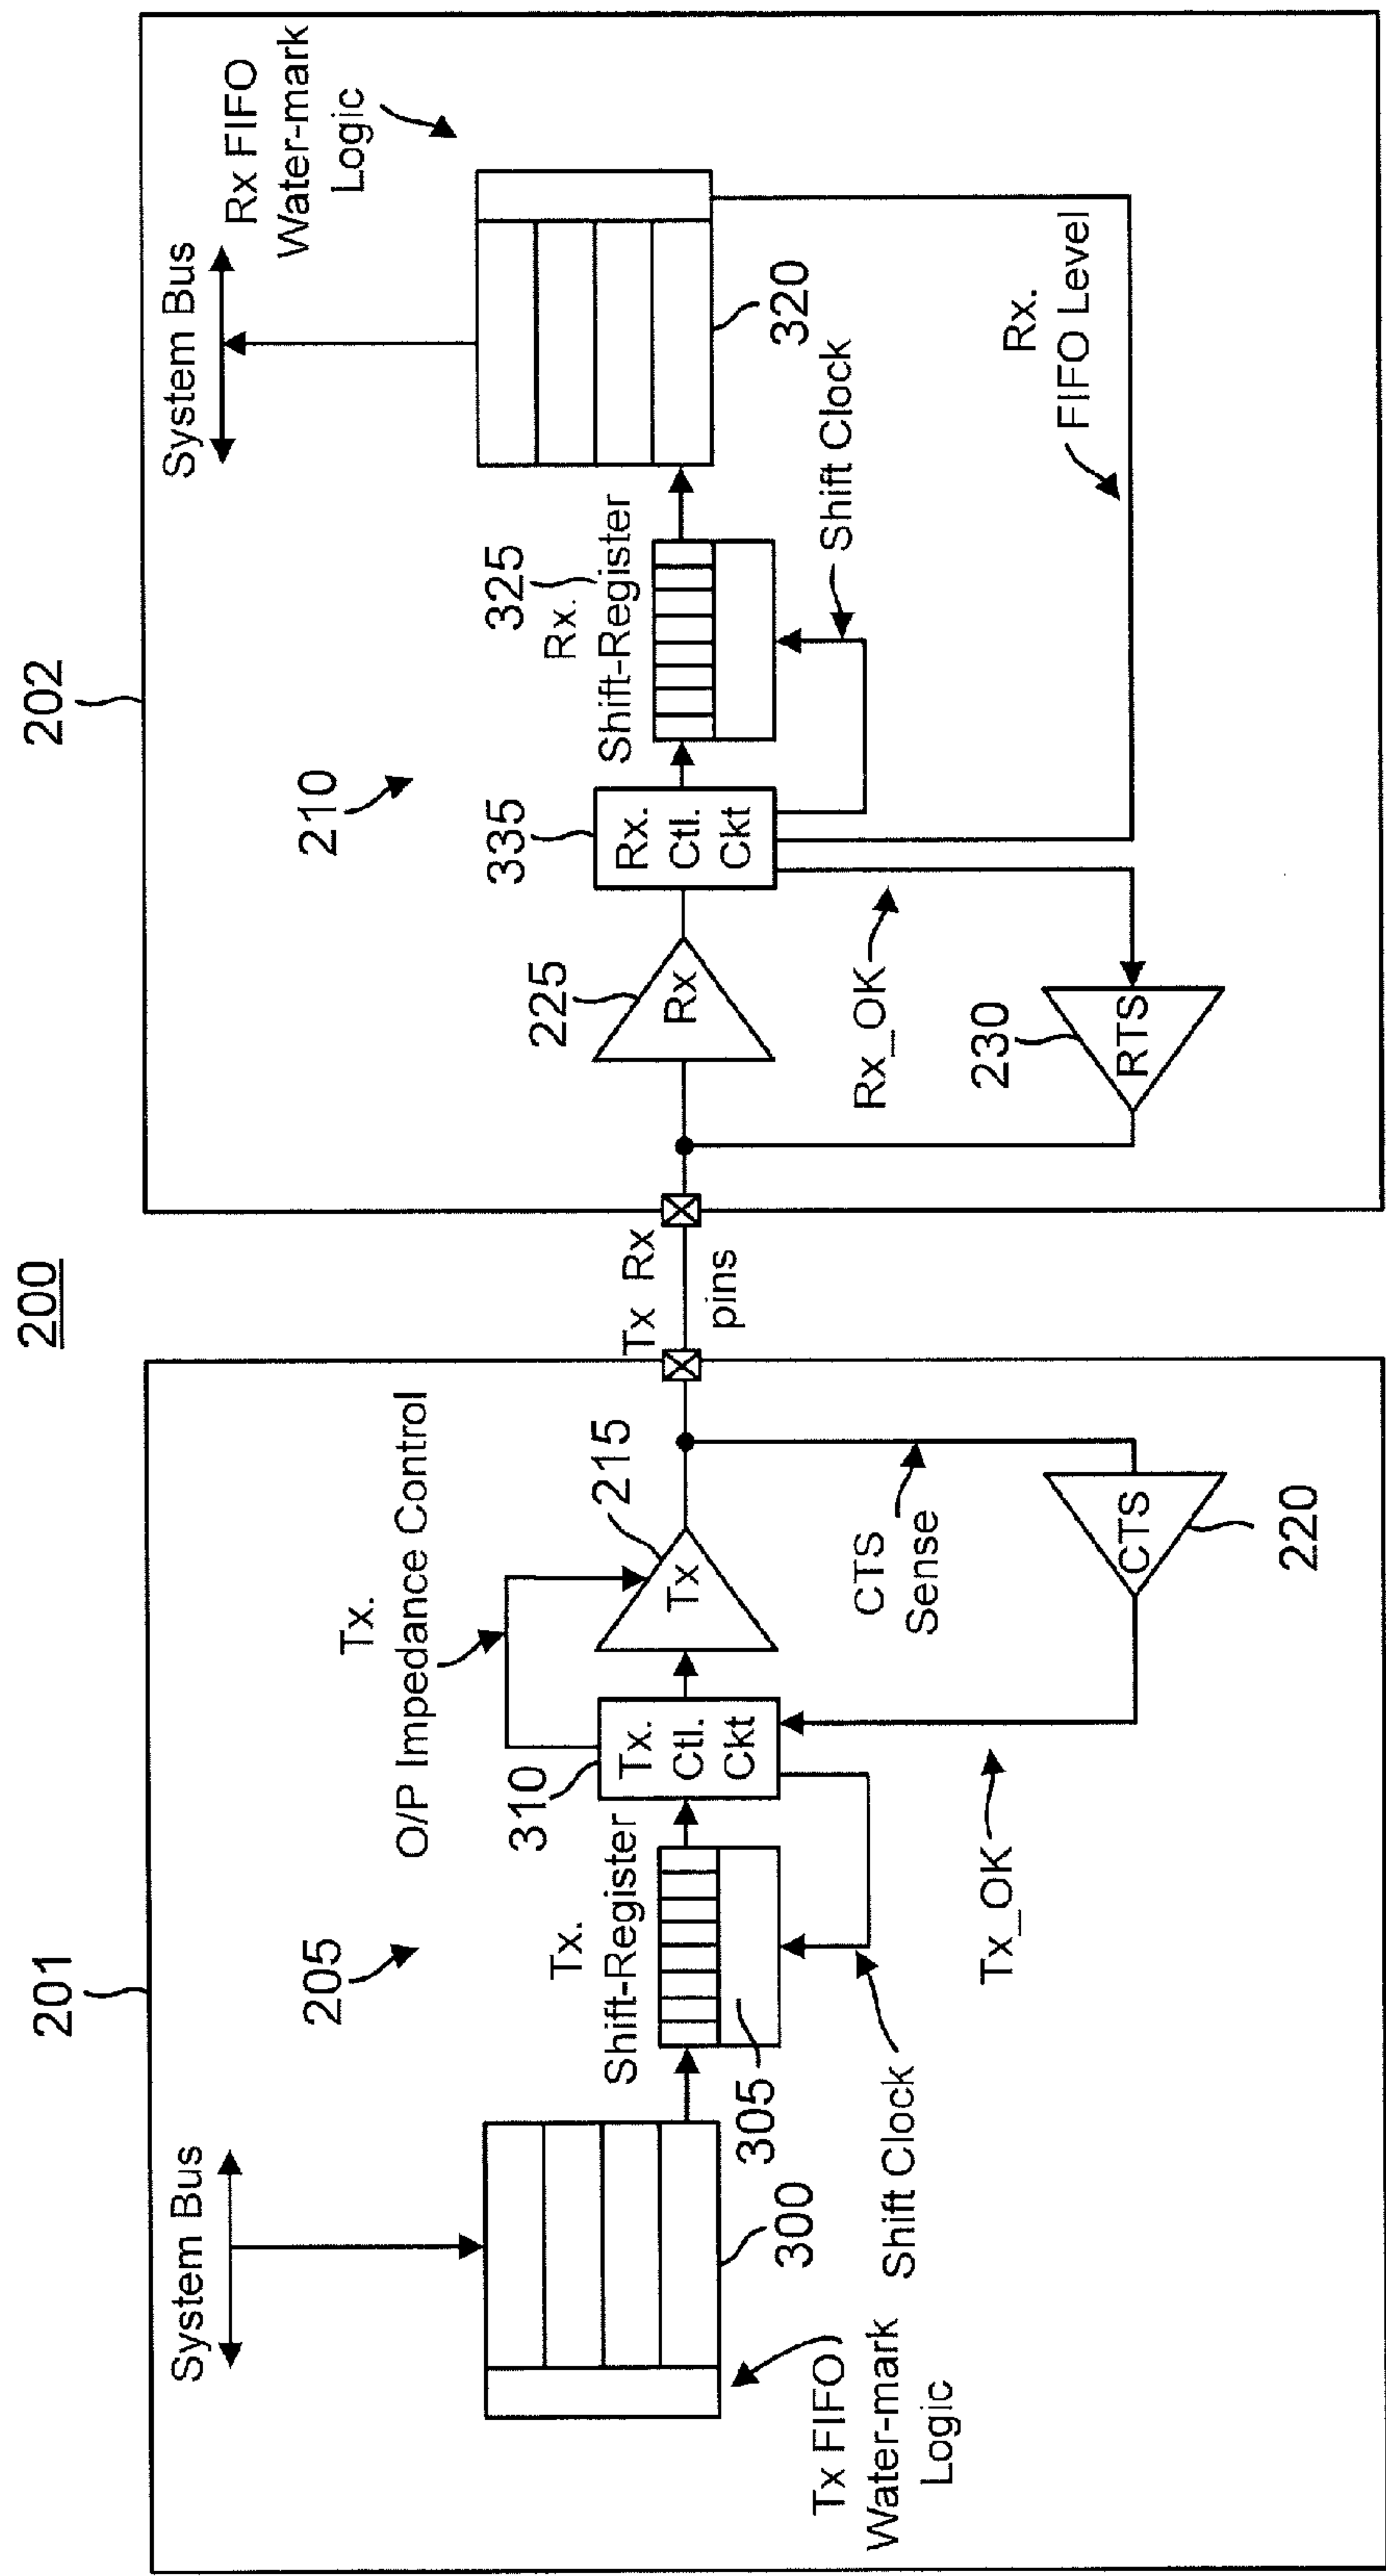 200
201
205
System Bus
Tx FIFO
Water-mark
Logic
300
Tx.
Shift-Register
305
Shift Clock
310
Tx.
Ctl.
Ckt
Tx.
O/P Impedance Control
215
Tx
CTS
Sense
CTS
220
Tx_OK
Tx Rx
pins
202
210
225
Rx
335
Rx.
Ctl.
Ckt
Rx_OK
230
RTS
325
Rx.
Shift-Register
Shift Clock
320
System Bus
Rx FIFO
Water-mark
Logic
Rx.
FIFO Level